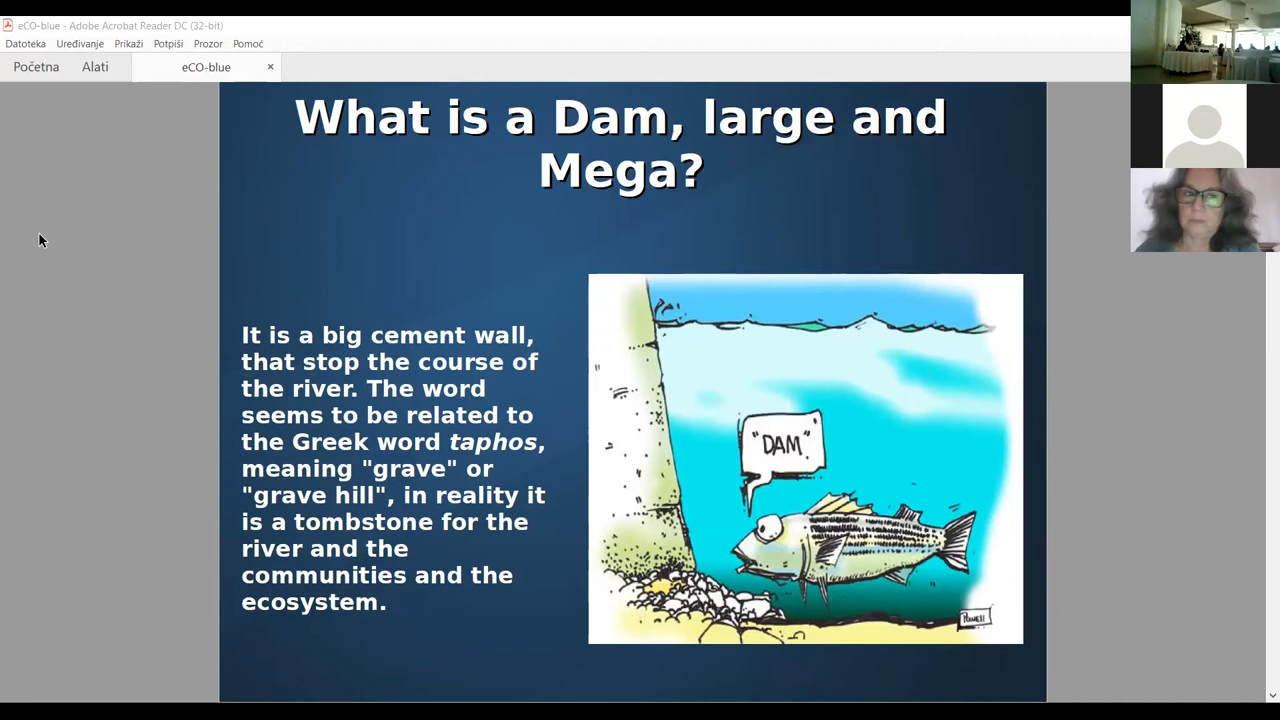 eCO-blue - Adobe Acrobat Reader DC (32-bit)
Datoteka Uređivanje Prikaži Potpiši Prozor Pomoć
Početna Alati eCO-blue ×
What is a Dam, large and
Mega?
It is a big cement wall,
that stop the course of
the river. The word
seems to be related to
the Greek word taphos,
meaning "grave" or
"grave hill", in reality it
is a tombstone for the
river and the
communities and the
ecosystem.
"DAM"
Powell